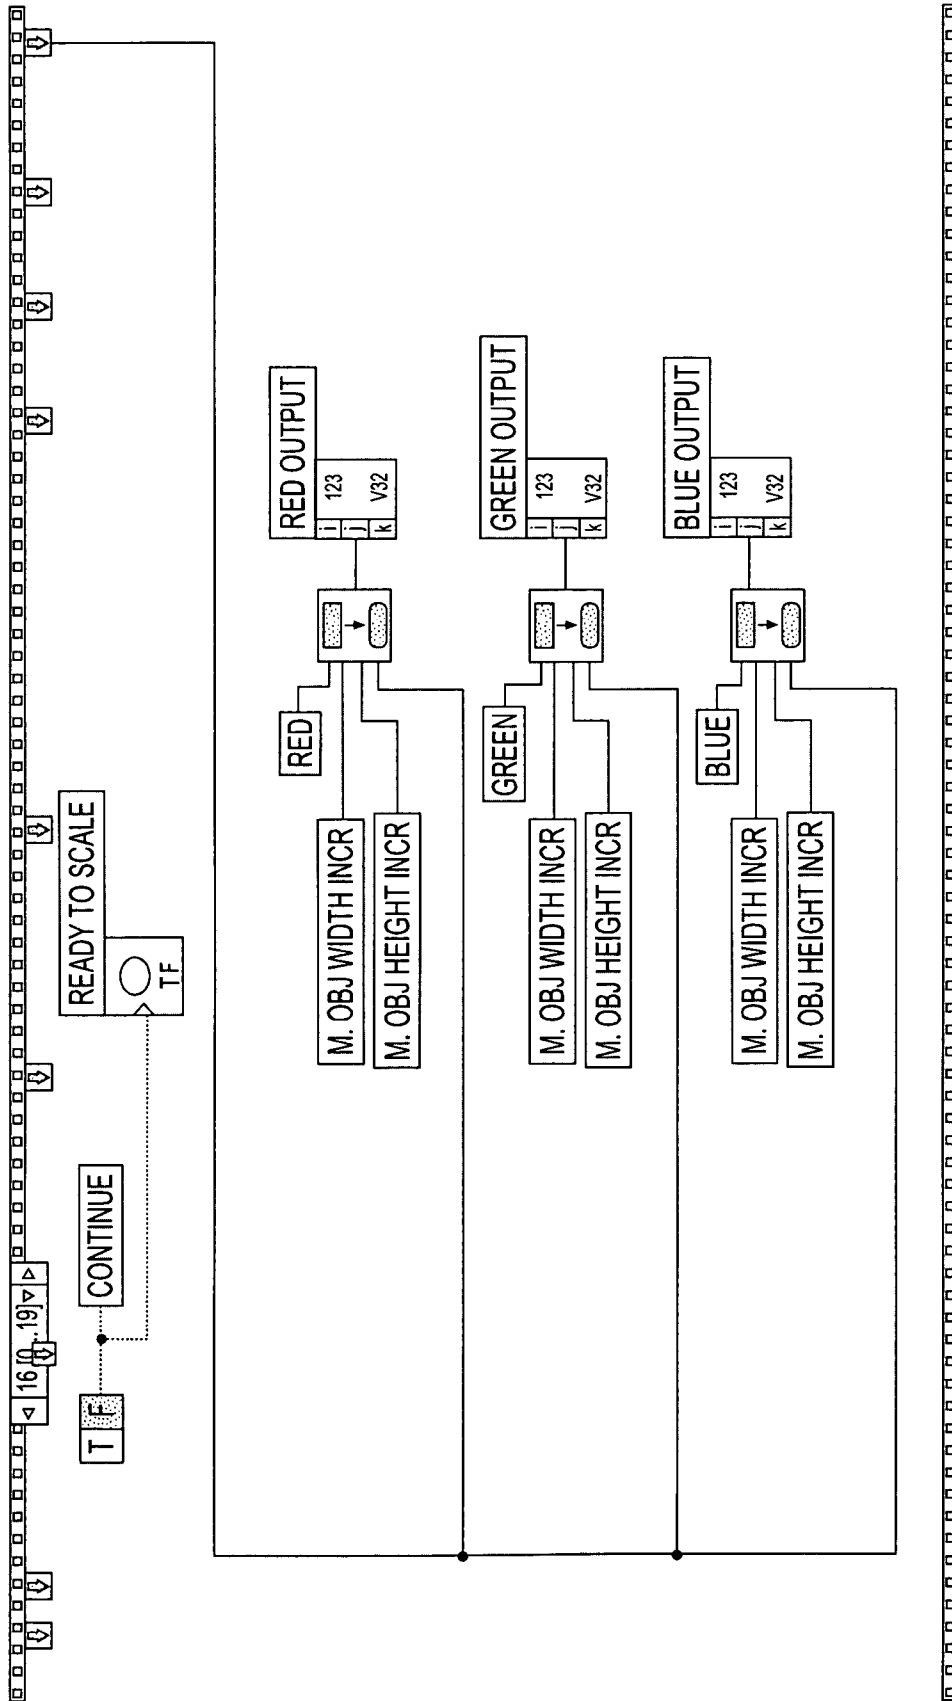 16 [0..19]
T F
CONTINUE
READY TO SCALE
TF
RED
M. OBJ WIDTH INCR
M. OBJ HEIGHT INCR
RED OUTPUT
i
j
k
123
V32
GREEN
M. OBJ WIDTH INCR
M. OBJ HEIGHT INCR
GREEN OUTPUT
i
j
k
123
V32
BLUE
M. OBJ WIDTH INCR
M. OBJ HEIGHT INCR
BLUE OUTPUT
i
j
k
123
V32